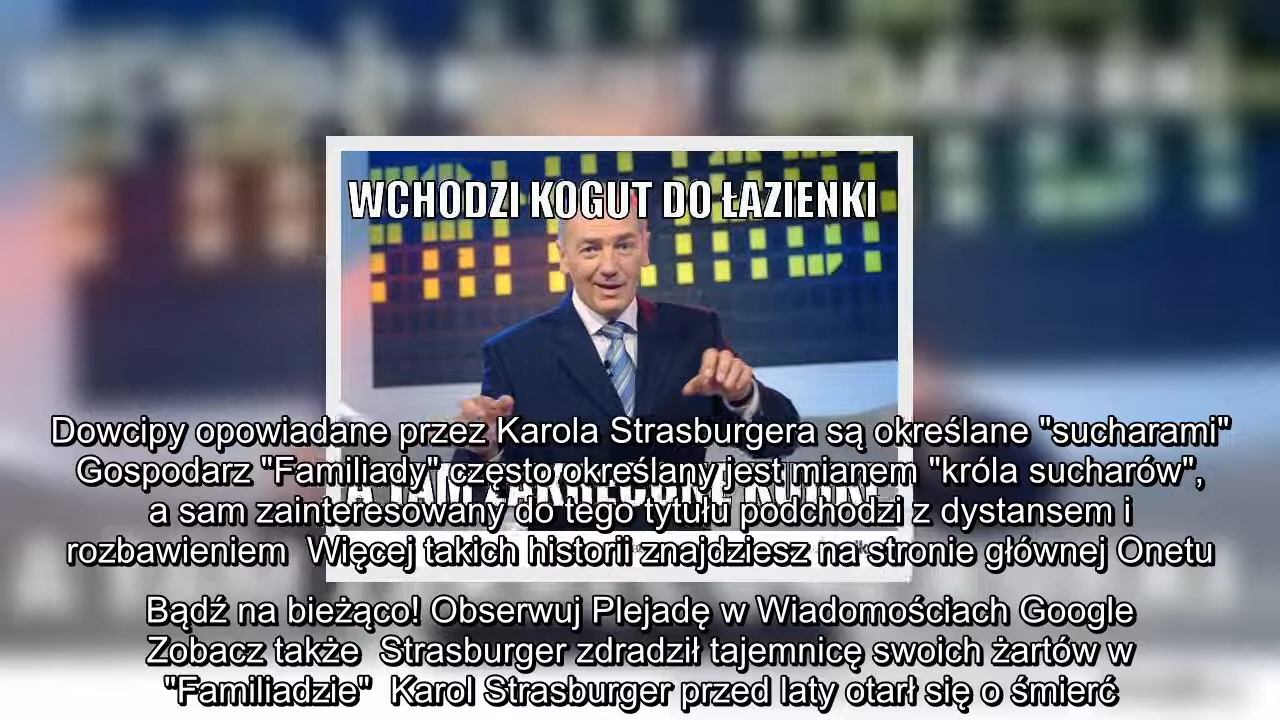 WCHODZI KOGUT DO ŁAZIENKI
Dowcipy opowiadane przez Karola Strasburgera są określane "sucharami"
Gospodarz "Familiady" często określany jest mianem "króla sucharów",
A TAM ZAKRĘCONE KURKI
a sam zainteresowany do tego tytułu podchodzi z dystansem i
rozbawieniem Więcej takich historii znajdziesz na stronie głównej Onetu
Bądź na bieżąco! Obserwuj Plejadę w Wiadomościach Google
Zobacz także Strasburger zdradził tajemnicę swoich żartów w
"Familiadzie" Karol Strasburger przed laty otarł się o śmierć